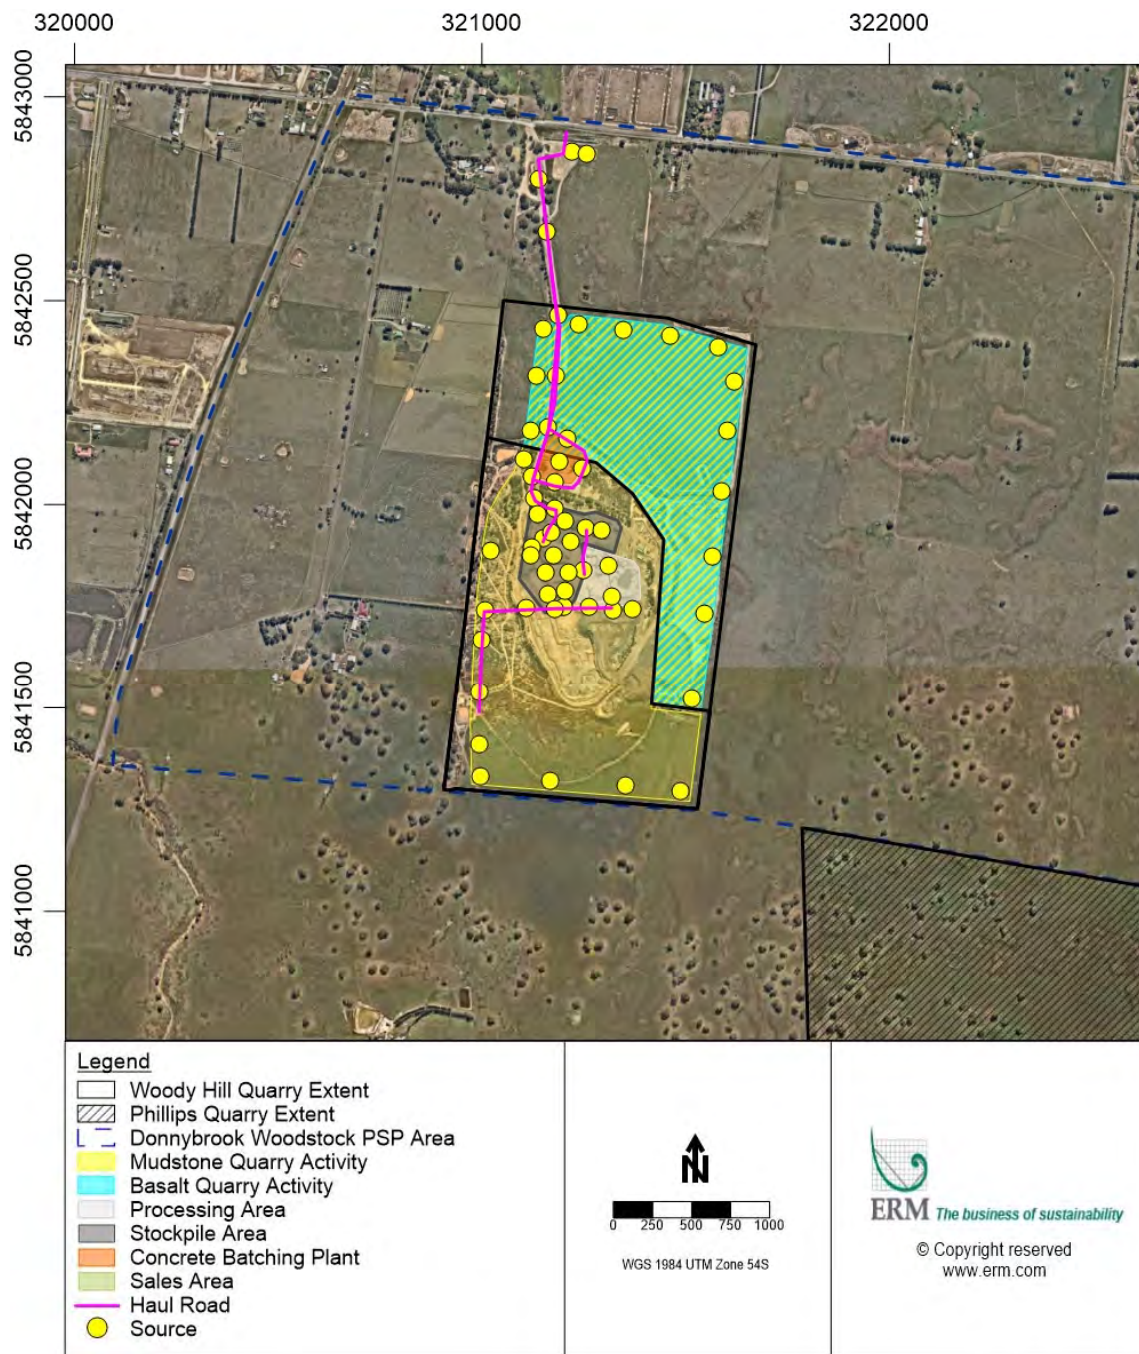 320000
321000
322000
5843000
5842500
5842000
5841500
5841000
Legend
Woody Hill Quarry Extent
Phillips Quarry Extent
Donnybrook Woodstock PSP Area
Mudstone Quarry Activity
Basalt Quarry Activity
Processing Area
Stockpile Area
Concrete Batching Plant
Sales Area
Haul Road
Source
N
0 250 500 750 1000
WGS 1984 UTM Zone 54S
ERM The business of sustainability
© Copyright reserved
www.erm.com